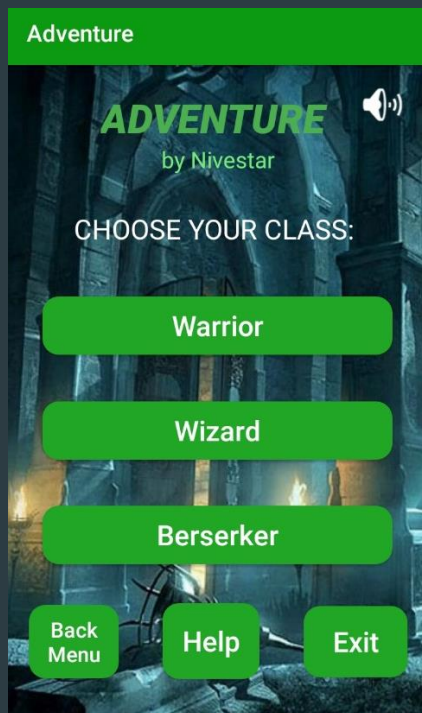 Adventure
ADVENTURE
by Nivestar
CHOOSE YOUR CLASS:
Warrior
Wizard
Berserker
Back
Menu
Help
Exit